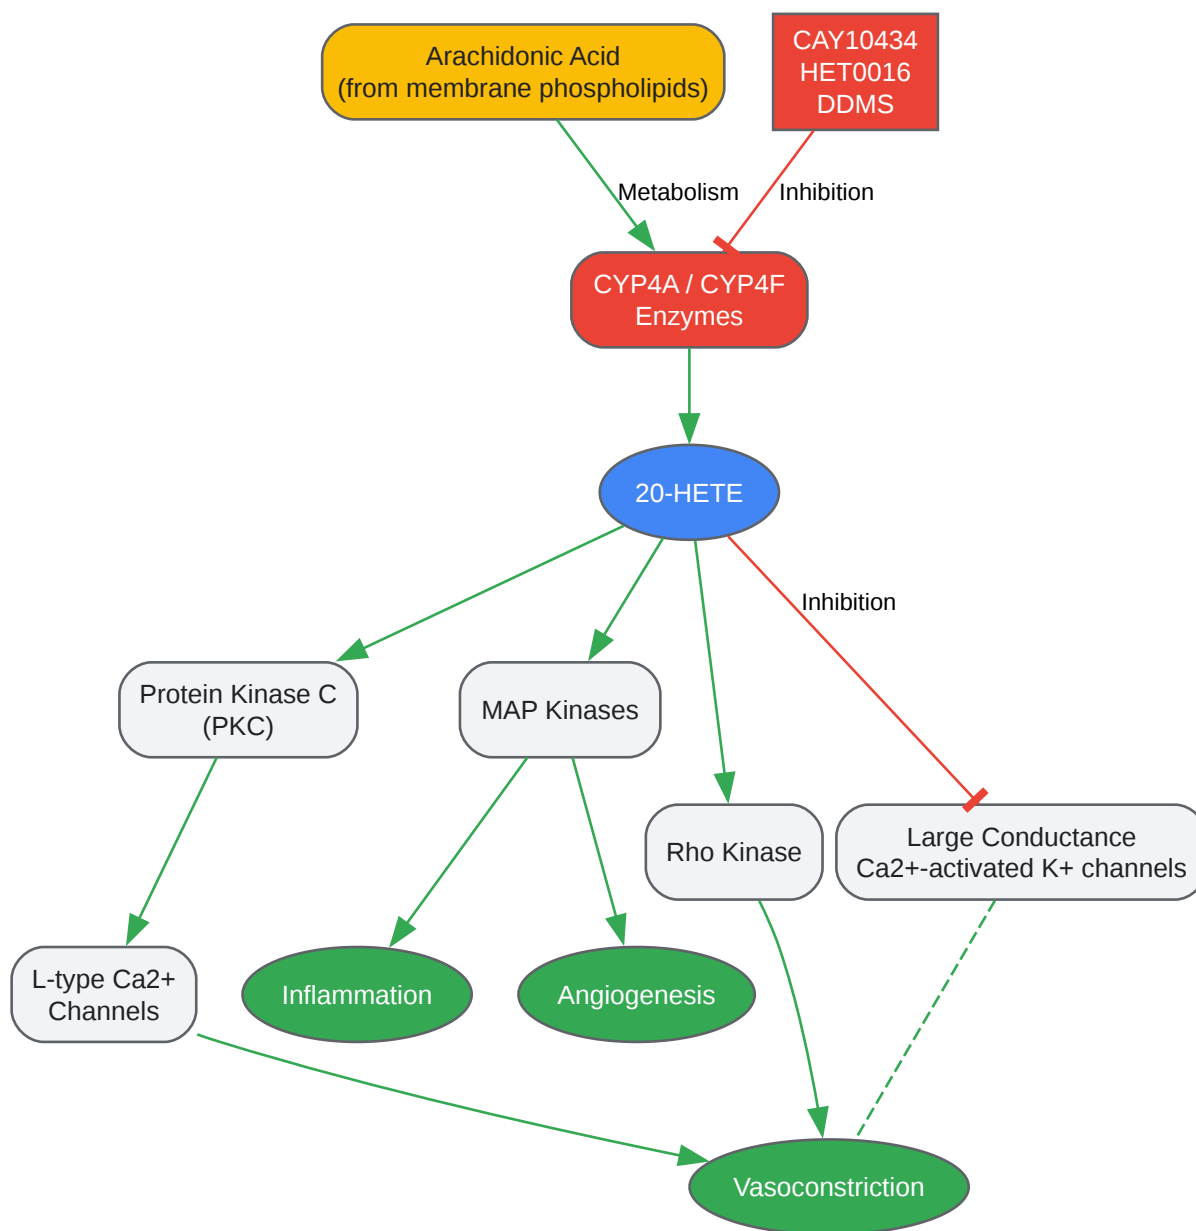 Arachidonic Acid
(from membrane phospholipids)
CAY10434
HET0016
DDMS
Metabolism
Inhibition
CYP4A / CYP4F
Enzymes
20-HETE
Inhibition
Protein Kinase C
(PKC)
MAP Kinases
Rho Kinase
Large Conductance
Ca2+-activated K+ channels
L-type Ca2+
Channels
Inflammation
Angiogenesis
Vasoconstriction